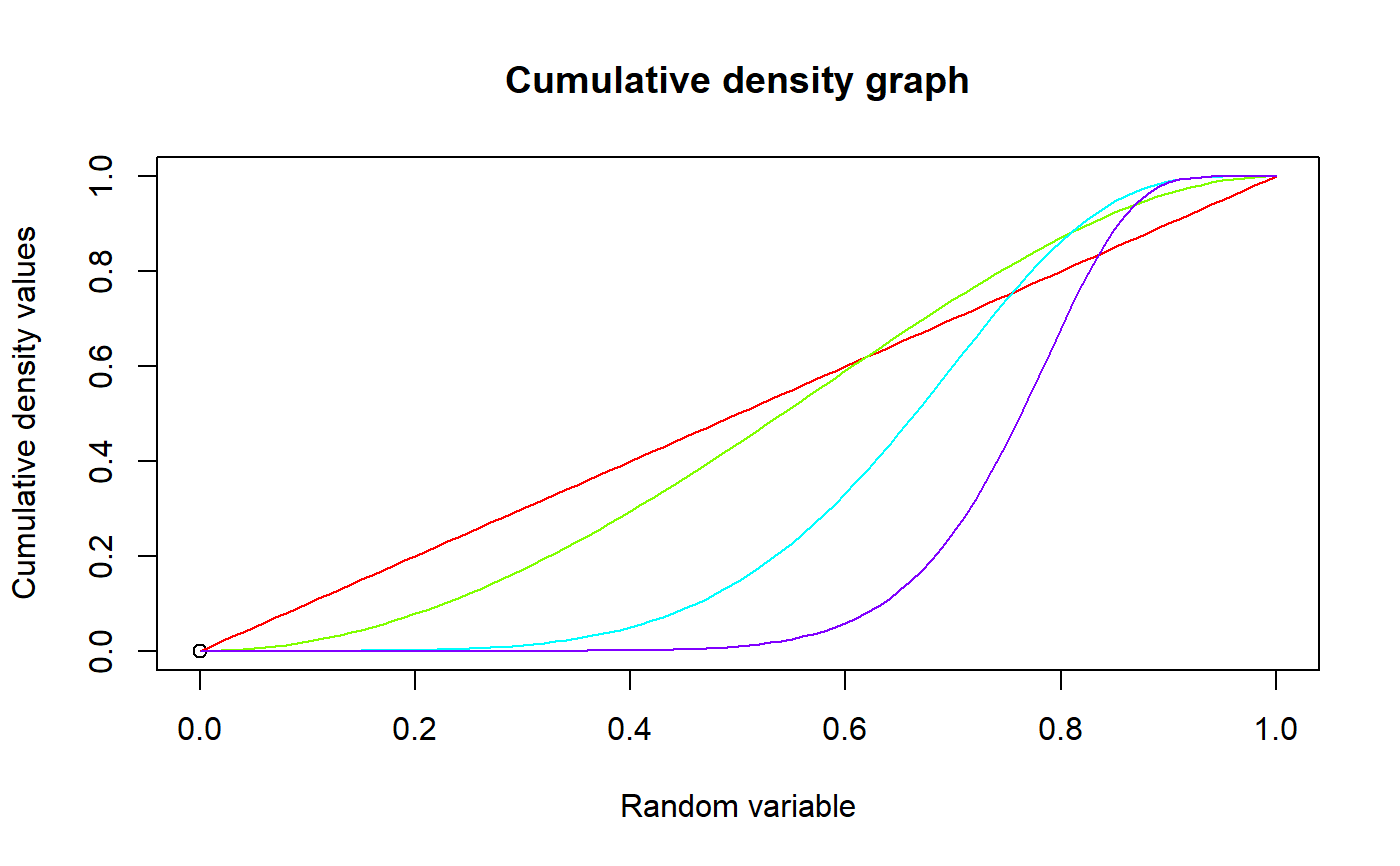 Cumulative density graph
Cumulative density values
1.0
0.8
0.6
0.4
0.2
0.0
0.0 0.2 0.4 0.6 0.8 1.0
Random variable